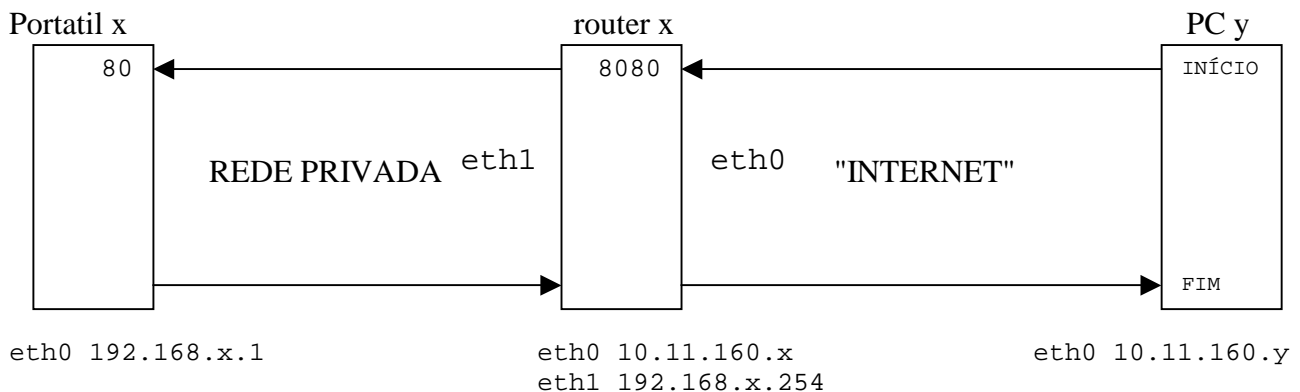 Portatil x router x PC y
80 8080 INÍCIO
REDE PRIVADA eth1 eth0 "INTERNET"
FIM
eth0 192.168.x.1 eth0 10.11.160.x eth0 10.11.160.y
eth1 192.168.x.254